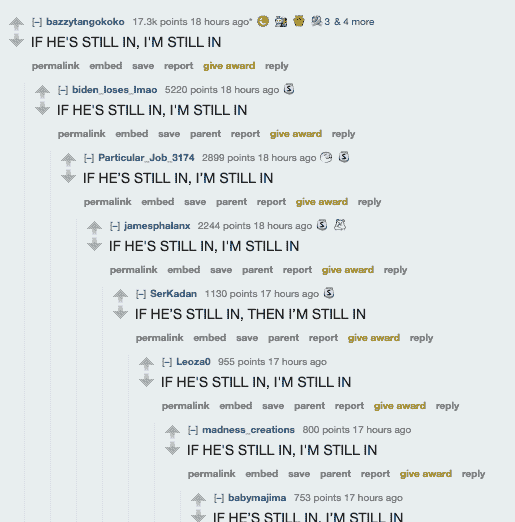 [–] bazzytangokoko 17.3k points 18 hours ago* 3 & 4 more
IF HE'S STILL IN, I'M STILL IN
permalink embed save report give award reply
[–] biden_loses_lmao 5220 points 18 hours ago
IF HE'S STILL IN, I'M STILL IN
permalink embed save parent report give award reply
[–] Particular_Job_3174 2899 points 18 hours ago
IF HE'S STILL IN, I'M STILL IN
permalink embed save parent report give award reply
[–] jamesphalanx 2244 points 18 hours ago
IF HE'S STILL IN, I'M STILL IN
permalink embed save parent report give award reply
[–] SerKadan 1130 points 17 hours ago
IF HE'S STILL IN, THEN I'M STILL IN
permalink embed save parent report give award reply
[–] Leoza0 955 points 17 hours ago
IF HE'S STILL IN, I'M STILL IN
permalink embed save parent report give award reply
[–] madness_creations 800 points 17 hours ago
IF HE'S STILL IN, I'M STILL IN
permalink embed save parent report give award reply
[–] babymajima 753 points 17 hours ago
IF HE'S STILL IN, I'M STILL IN